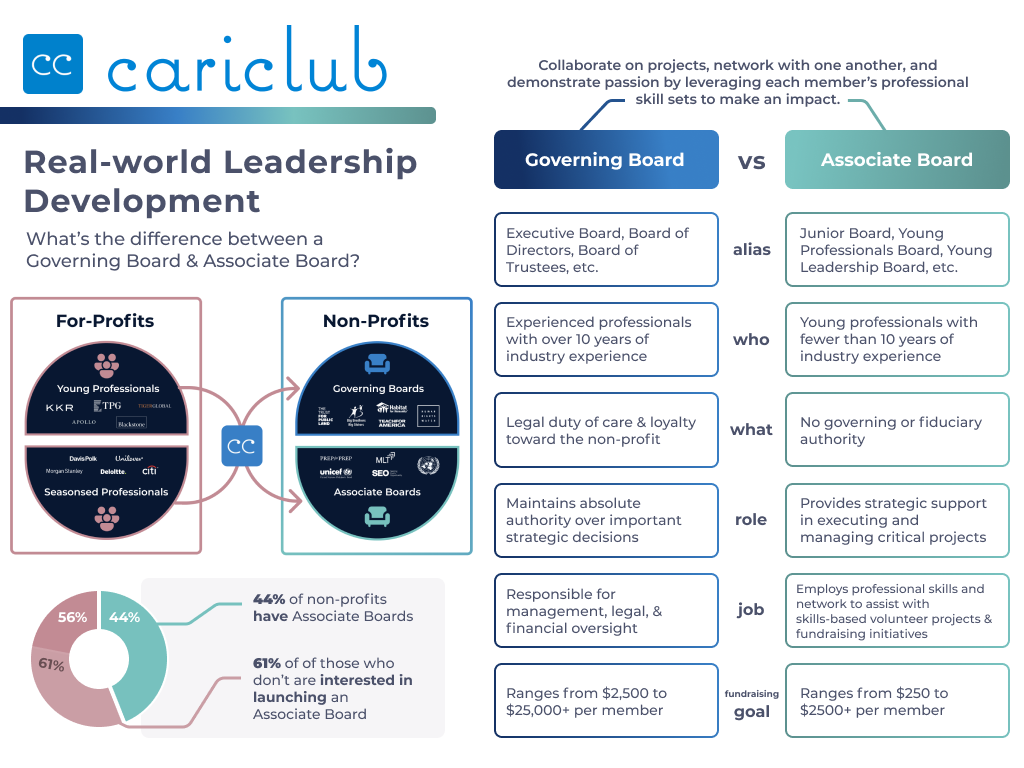 cc cariclub
Real-world Leadership
Development
What's the difference between a
Governing Board & Associate Board?
For-Profits
Young Professionals
KKR TPG TIGERGLOBAL
APOLLO Blackstone
DavisPolk Univision
Morgan Stanley Deloitte. citi
Seasonsed Professionals
cc
Non-Profits
Governing Boards
THE TRUST FOR PUBLIC LAND
Big Brothers Big Sisters
Habitat for Humanity
TEACHFORAMERICA
HUMAN RIGHTS WATCH
PREP for PREP MLT
unicef SEO
Associate Boards
56% 44%
61%
44% of non-profits
have Associate Boards
61% of of those who
don't are interested in
launching an
Associate Board
Collaborate on projects, network with one another, and
demonstrate passion by leveraging each member's professional
skill sets to make an impact.
Governing Board vs Associate Board
Executive Board, Board of
Directors, Board of
Trustees, etc.
alias
Junior Board, Young
Professionals Board, Young
Leadership Board, etc.
Experienced professionals
with over 10 years of
industry experience
who
Young professionals with
fewer than 10 years of
industry experience
Legal duty of care & loyalty
toward the non-profit
what
No governing or fiduciary
authority
Maintains absolute
authority over important
strategic decisions
role
Provides strategic support
in executing and
managing critical projects
Responsible for
management, legal, &
financial oversight
job
Employs professional skills and
network to assist with
skills-based volunteer projects &
fundraising initiatives
Ranges from $2,500 to
$25,000+ per member
fundraising
goal
Ranges from $250 to
$2500+ per member